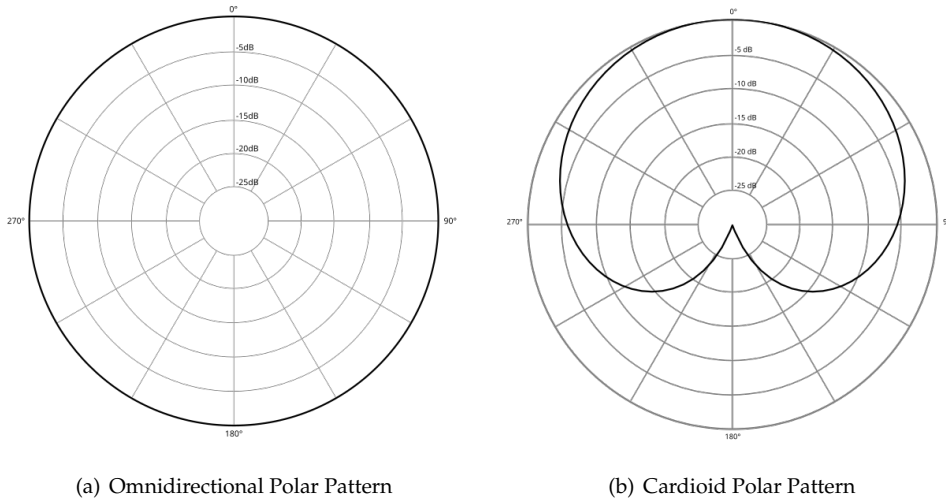 0°
-5dB
-10dB
-15dB
-20dB
-25dB
270°
90°
180°
0°
-5 dB
-10 dB
-15 dB
-20 dB
-25 dB
270°
9
180°
(a) Omnidirectional Polar Pattern
(b) Cardioid Polar Pattern